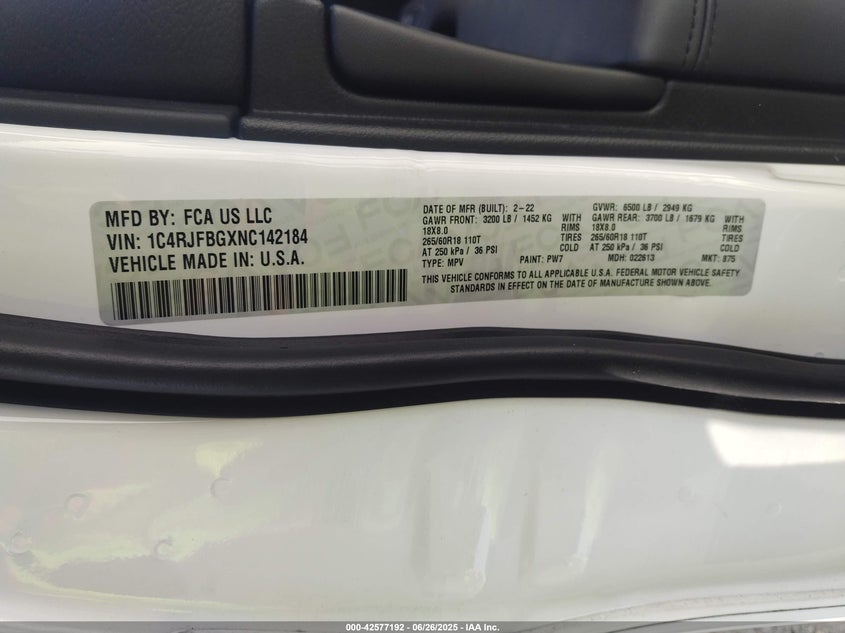 MFD BY: FCA US LLC
VIN: 1C4RJFBGXNC142184
VEHICLE MADE IN: U.S.A.
DATE OF MFR (BUILT): 2-22 GVWR: 6500 LB / 2949 KG
GAWR FRONT: 3200 LB / 1452 KG WITH GAWR REAR: 3700 LB / 1679 KG WITH
18X8.0 RIMS 18X8.0 RIMS
265/60R18 110T TIRES 265/60R18 110T TIRES
AT 250 kPa / 36 PSI COLD AT 250 kPa / 36 PSI COLD
TYPE: MPV PAINT: PW7 MDH: 022613 MKT: 875
THIS VEHICLE CONFORMS TO ALL APPLICABLE U.S.A. FEDERAL MOTOR VEHICLE SAFETY
STANDARDS IN EFFECT ON THE DATE OF MANUFACTURE SHOWN ABOVE.
000-42577192 - 06/26/2025 - IAA Inc.